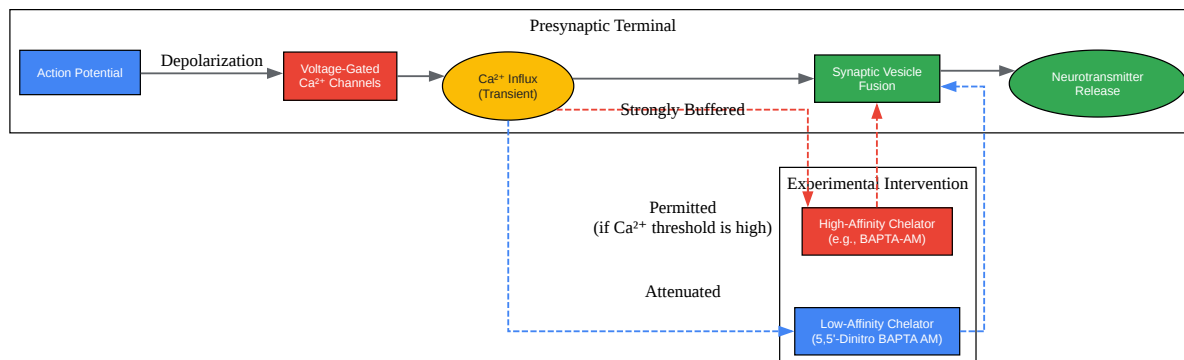 Presynaptic Terminal
Action Potential
Depolarization
Voltage-Gated
Ca²⁺ Channels
Ca²⁺ Influx
(Transient)
Synaptic Vesicle
Fusion
Neurotransmitter
Release
Strongly Buffered
Experimental Intervention
Permitted
(if Ca²⁺ threshold is high)
High-Affinity Chelator
(e.g., BAPTA-AM)
Attenuated
Low-Affinity Chelator
(5,5'-Dinitro BAPTA AM)